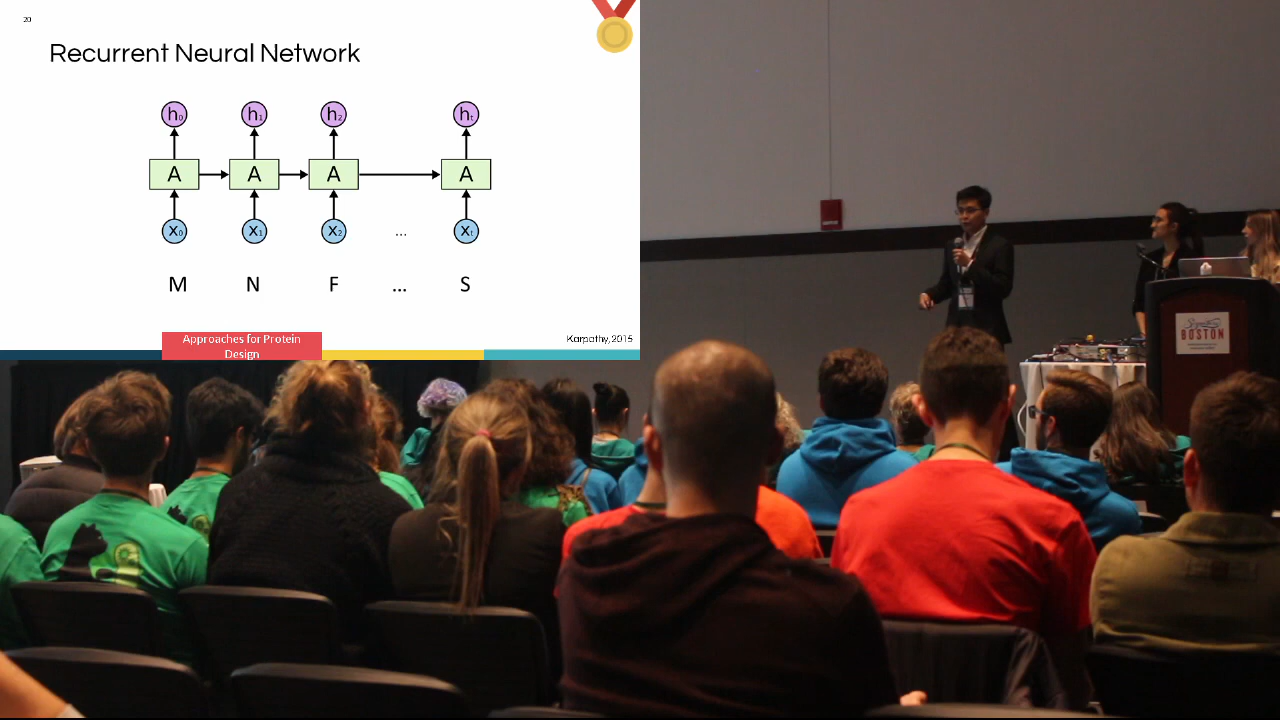 20
Recurrent Neural Network
h₀ h₁ h₂ hₜ
A A A A
x₀ x₁ x₂ ... xₜ
M N F ... S
Approaches for Protein
Design
Karpathy, 2015
BOSTON